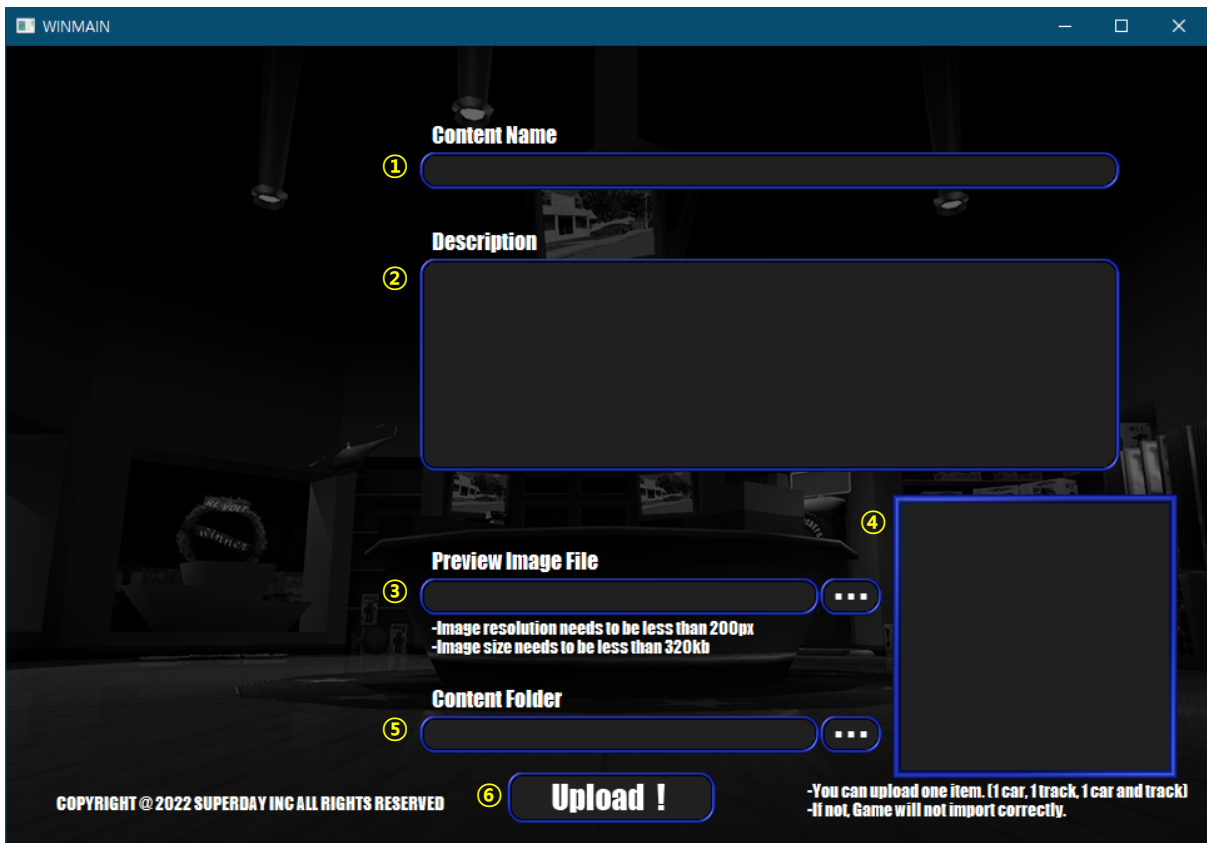 WINMAIN
Content Name
①
Description
②
④
Preview Image File
③
-Image resolution needs to be less than 200px
-Image size needs to be less than 320kb
Content Folder
⑤
RE-VOLT
winner
⑥ Upload !
COPYRIGHT @ 2022 SUPERDAY INC ALL RIGHTS RESERVED
-You can upload one item. (1 car, 1 track, 1 car and track)
-If not, Game will not import correctly.